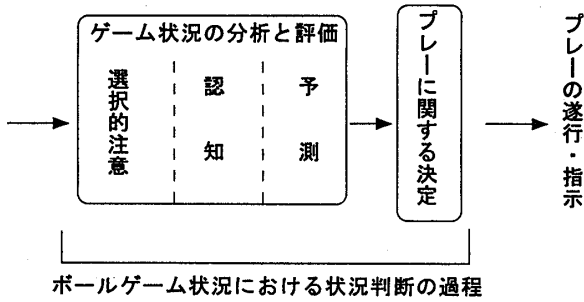 ゲーム状況の分析と評価
選択的注意
認知
予測
プレーに関する決定
プレーの遂行・指示
ボールゲーム状況における状況判断の過程